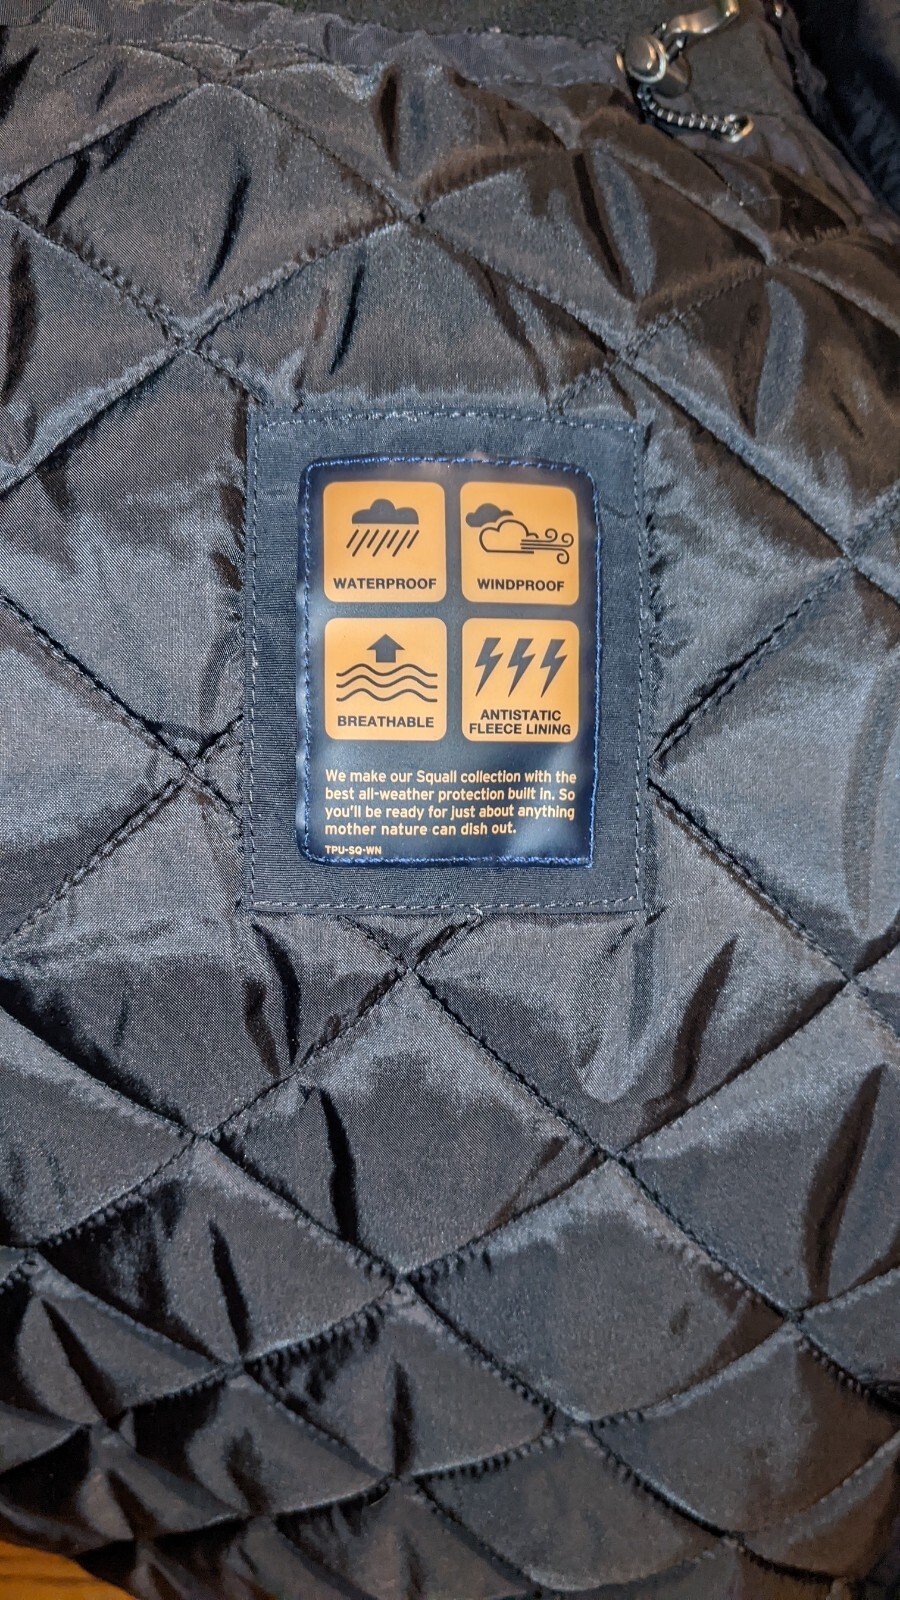 WATERPROOF
WINDPROOF
BREATHABLE
ANTISTATIC
FLEECE LINING
We make our Squall collection with the
best all-weather protection built in. So
you'll be ready for just about anything
mother nature can dish out.
TPU-SQ-WN